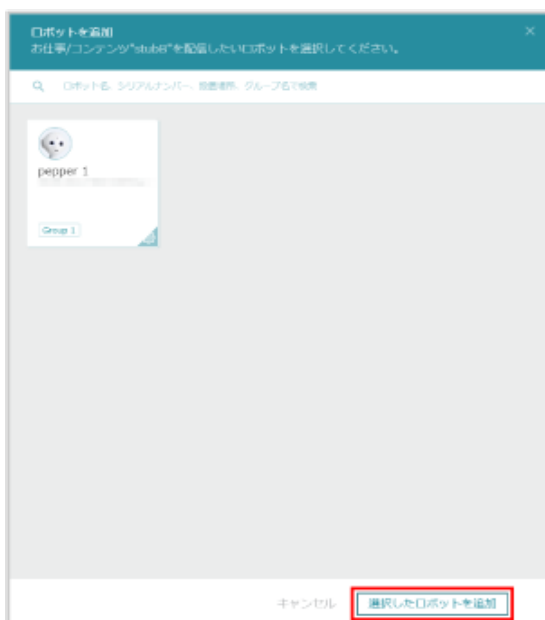 ロボットを追加
お仕事/コンテンツ"stub8"を配信したいロボットを選択してください。
ロボット名、シリアルナンバー、設置場所、グループ名で検索
pepper 1
Group 1
キャンセル
選択したロボットを追加